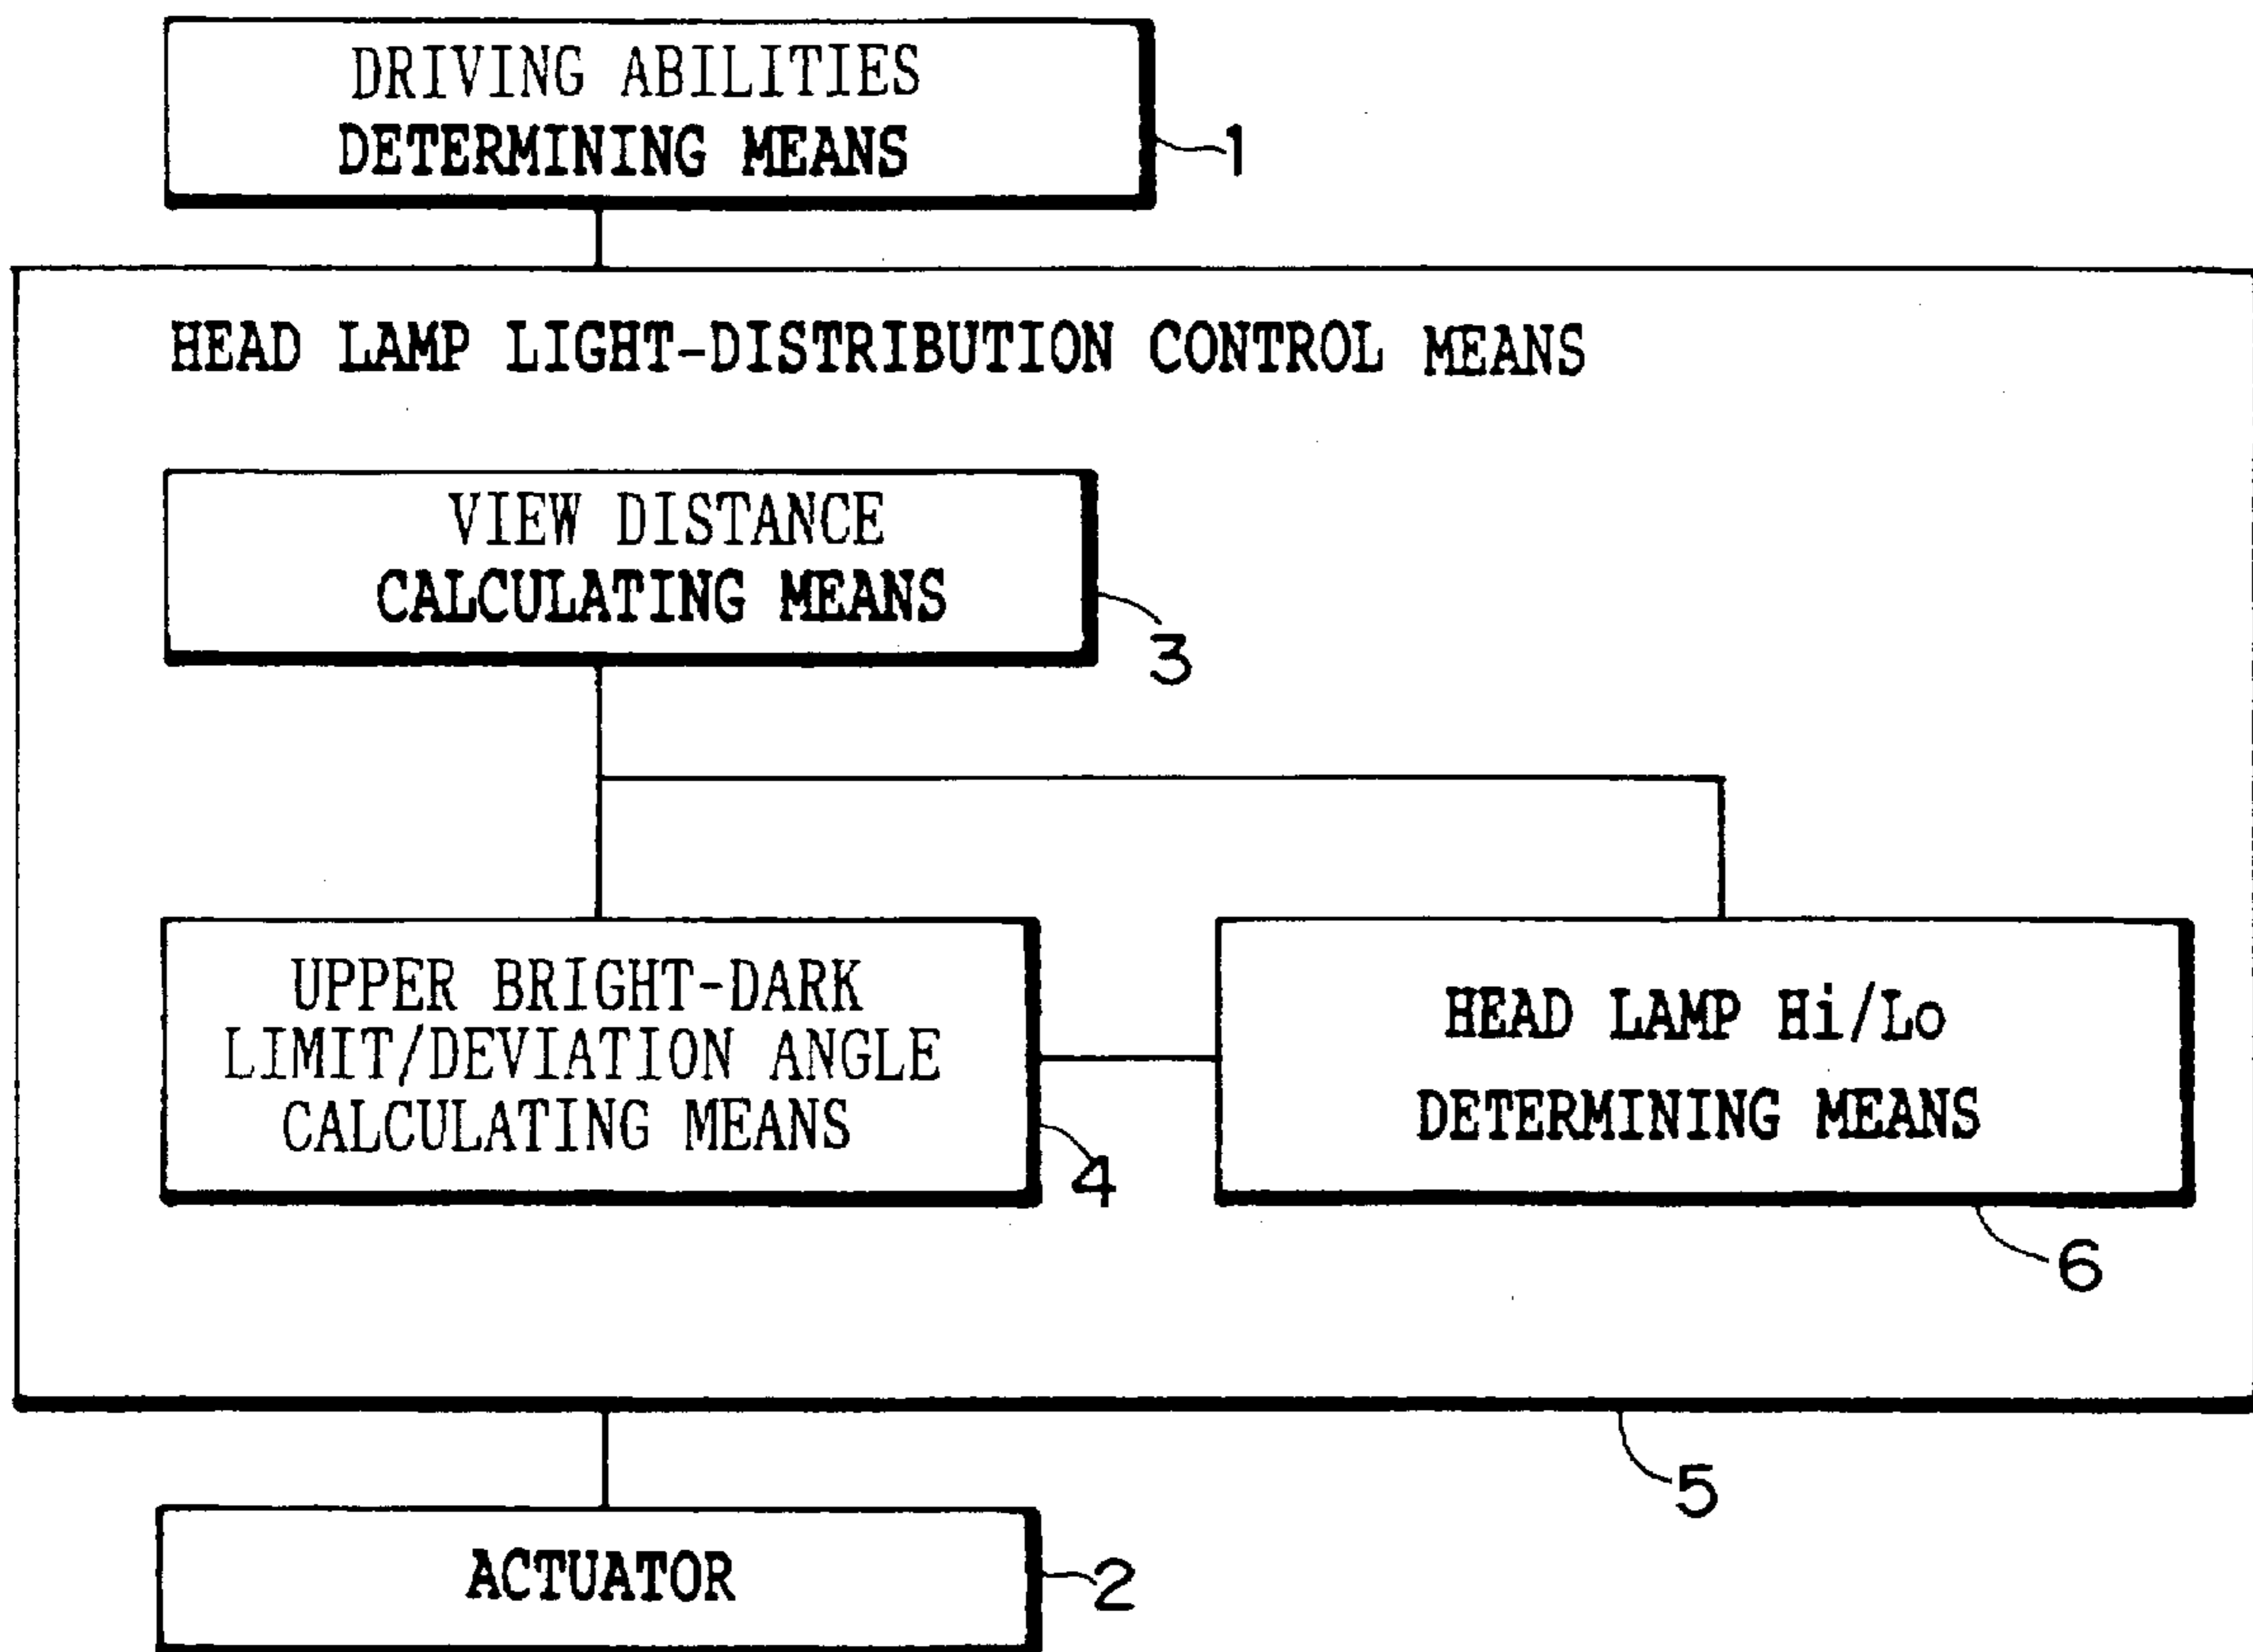 DRIVING ABILITIES
DETERMINING MEANS
1
HEAD LAMP LIGHT-DISTRIBUTION CONTROL MEANS
VIEW DISTANCE
CALCULATING MEANS
3
UPPER BRIGHT-DARK
LIMIT/DEVIATION ANGLE
CALCULATING MEANS
4
HEAD LAMP Hi/Lo
DETERMINING MEANS
6
5
ACTUATOR
2